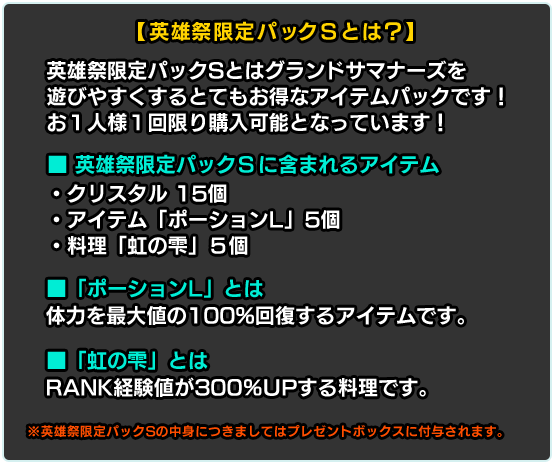 【英雄祭限定パックＳとは？】
英雄祭限定パックSとはグランドサマナーズを
遊びやすくするとてもお得なアイテムパックです！
お１人様１回限り購入可能となっています！
■ 英雄祭限定パックＳに含まれるアイテム
・クリスタル 15個
・アイテム「ポーションL」5個
・料理「虹の雫」５個
■「ポーションL」とは
体力を最大値の100%回復するアイテムです。
■「虹の雫」とは
RANK経験値が300%UPする料理です。
※英雄祭限定パックSの中身につきましてはプレゼントボックスに付与されます。